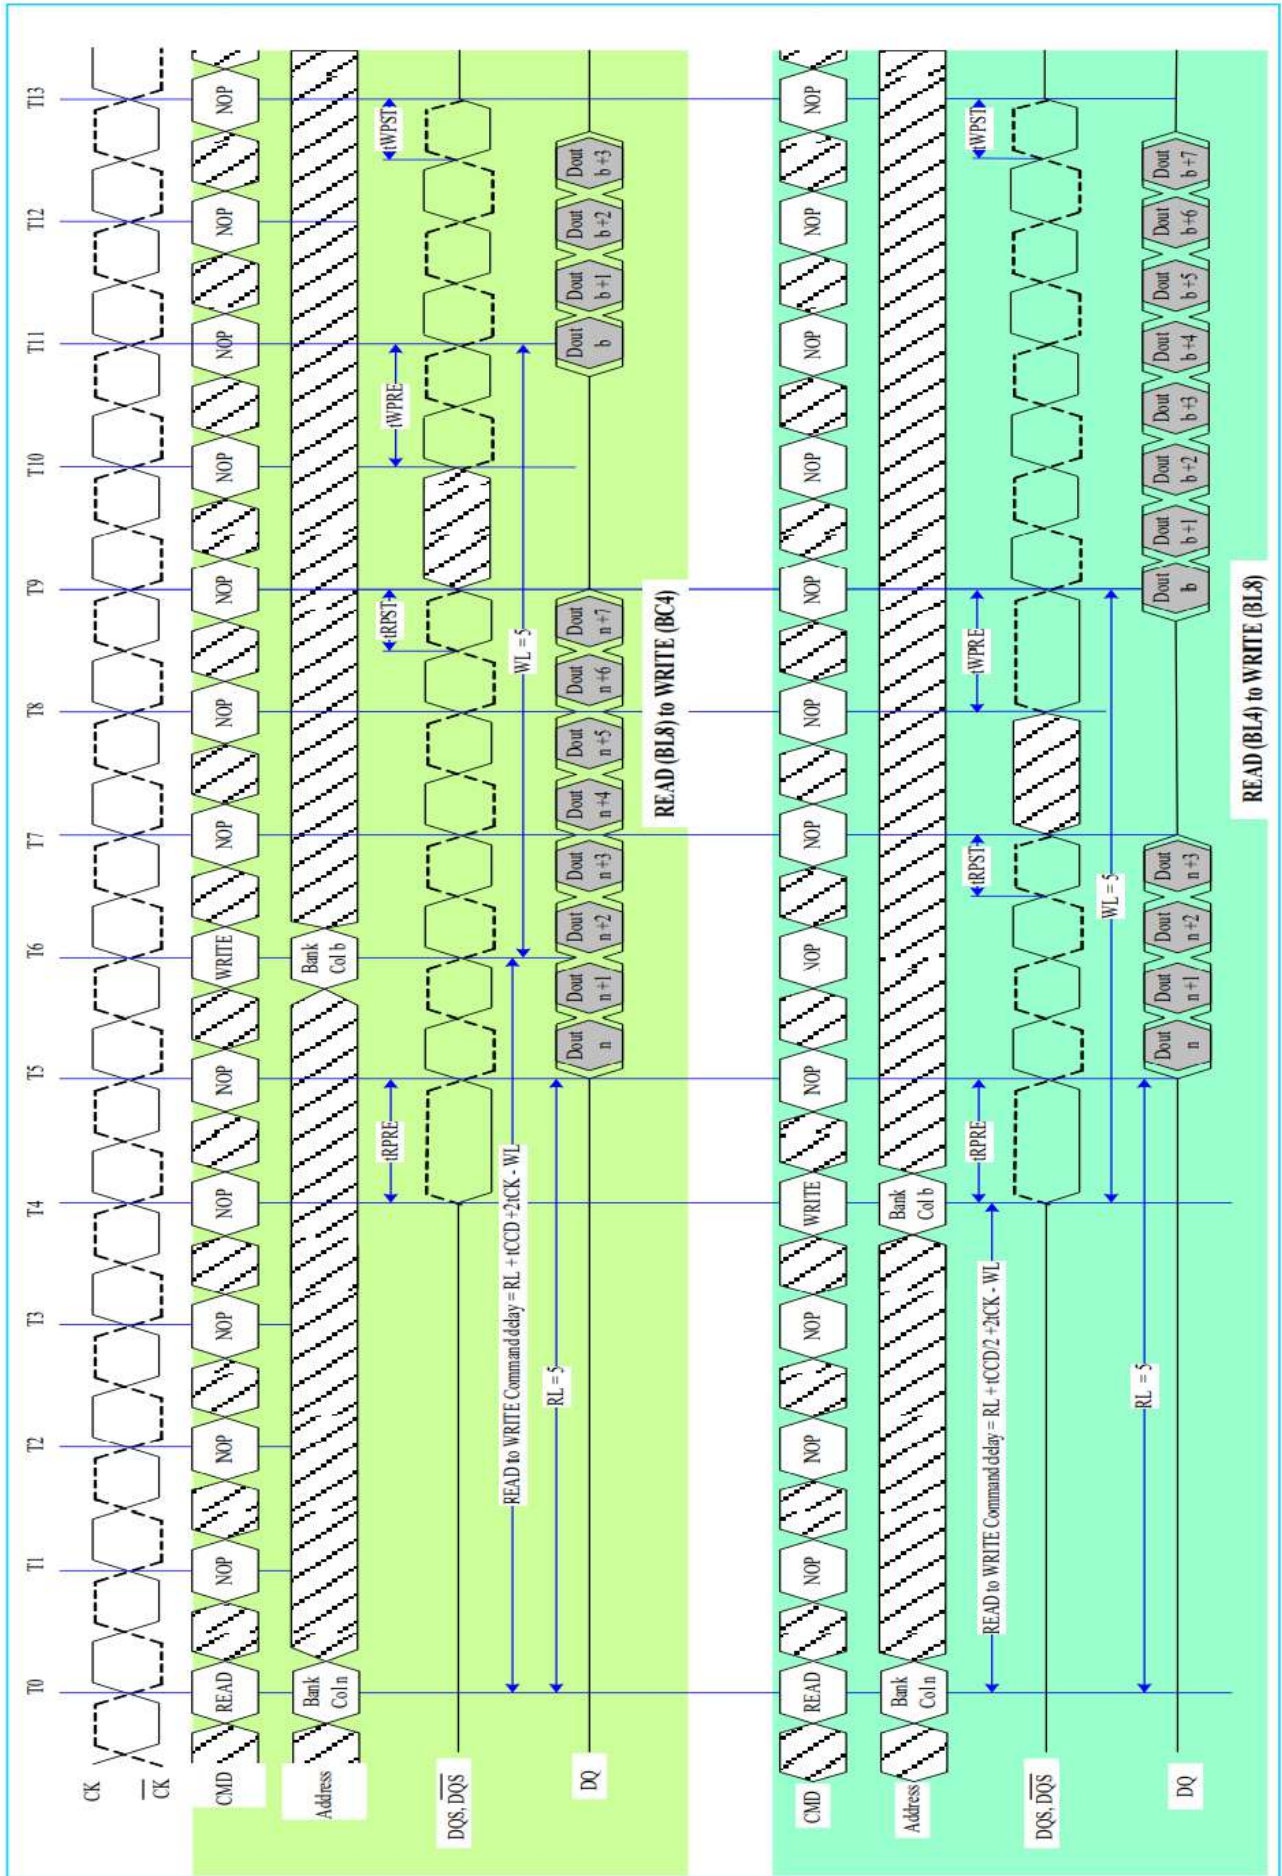 T0 T1 T2 T3 T4 T5 T6 T7 T8 T9 T10 T11 T12 T13
CK
CK
CMD READ NOP NOP NOP NOP NOP WRITE NOP NOP NOP NOP NOP NOP NOP
Address Bank Bank
Col n Col b
tRPRE tRPST tWPRE tWPST
DQS, DQS
READ to WRITE Command delay = RL + tCCD +2tCK - WL WL = 5
RL = 5
DQ Dout Dout Dout Dout Dout Dout Dout Dout Dout Dout Dout Dout
n n+1 n+2 n+3 n+4 n+5 n+6 n+7 b b+1 b+2 b+3
READ (BL8) to WRITE (BC4)
CMD READ NOP NOP NOP WRITE NOP NOP NOP NOP NOP NOP NOP NOP NOP
Address Bank Bank
Col n Col b
tRPRE tRPST tWPRE tWPST
READ to WRITE Command delay = RL + tCCD/2 +2tCK - WL
DQS, DQS
WL = 5
RL = 5
DQ Dout Dout Dout Dout Dout Dout Dout Dout Dout Dout Dout Dout
n n+1 n+2 n+3 b b+1 b+2 b+3 b+4 b+5 b+6 b+7
READ (BL4) to WRITE (BL8)